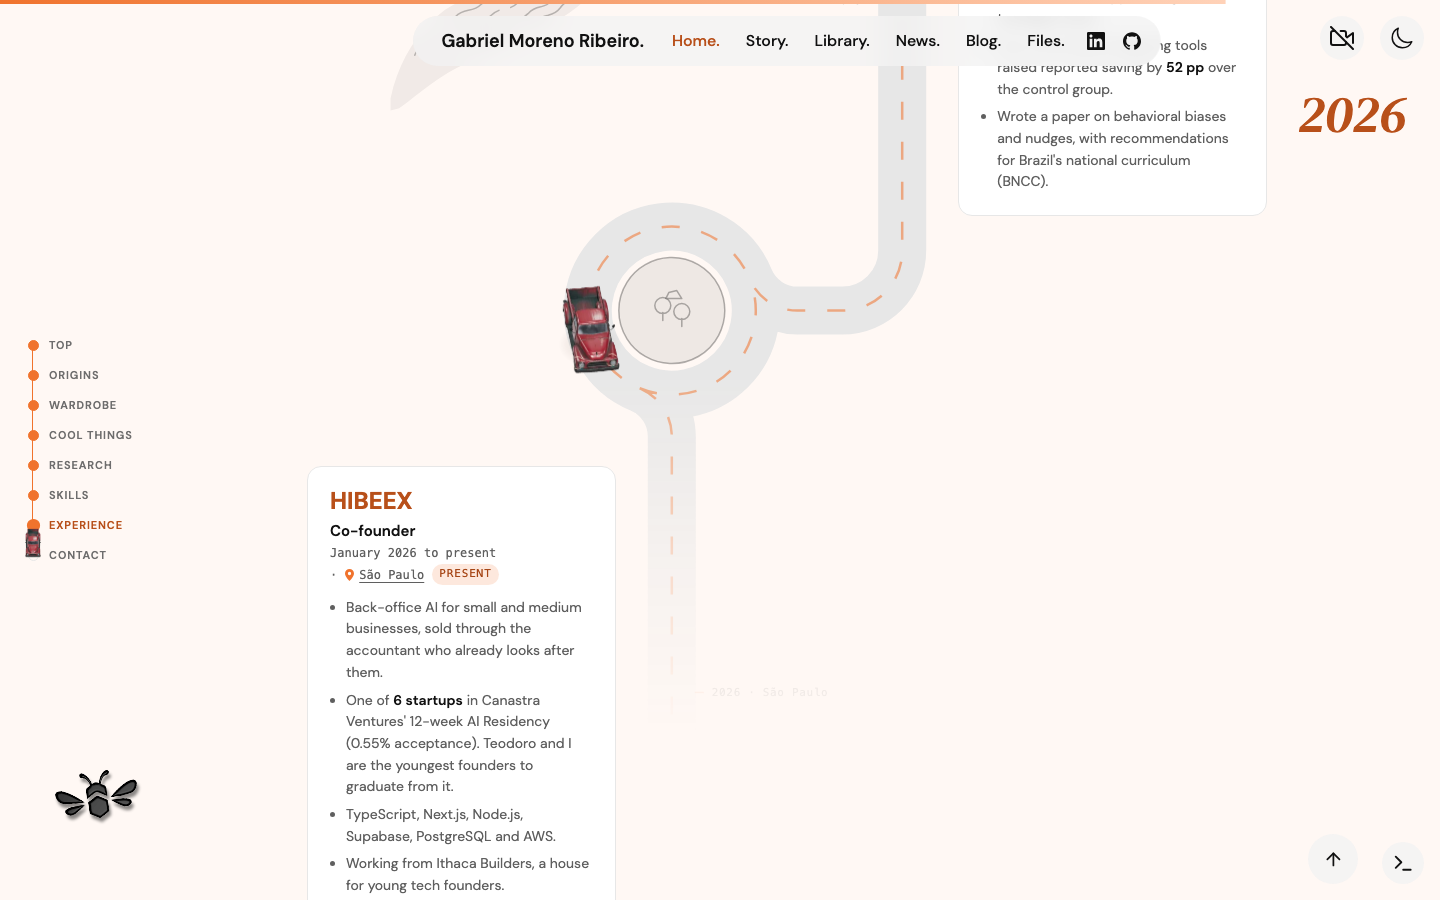 Gabriel Moreno Ribeiro.
Home.
Story.
Library.
News.
Blog.
Files.
ng tools
raised reported saving by 52 pp over
the control group.
Wrote a paper on behavioral biases
and nudges, with recommendations
for Brazil's national curriculum
(BNCC).
2026
TOP
ORIGINS
WARDROBE
COOL THINGS
RESEARCH
SKILLS
EXPERIENCE
CONTACT
HIBEEX
Co-founder
January 2026 to present
· São Paulo PRESENT
Back-office AI for small and medium
businesses, sold through the
accountant who already looks after
them.
One of 6 startups in Canastra
Ventures' 12-week AI Residency
(0.55% acceptance). Teodoro and I
are the youngest founders to
graduate from it.
TypeScript, Next.js, Node.js,
Supabase, PostgreSQL and AWS.
Working from Ithaca Builders, a house
for young tech founders.
— 2026 · São Paulo